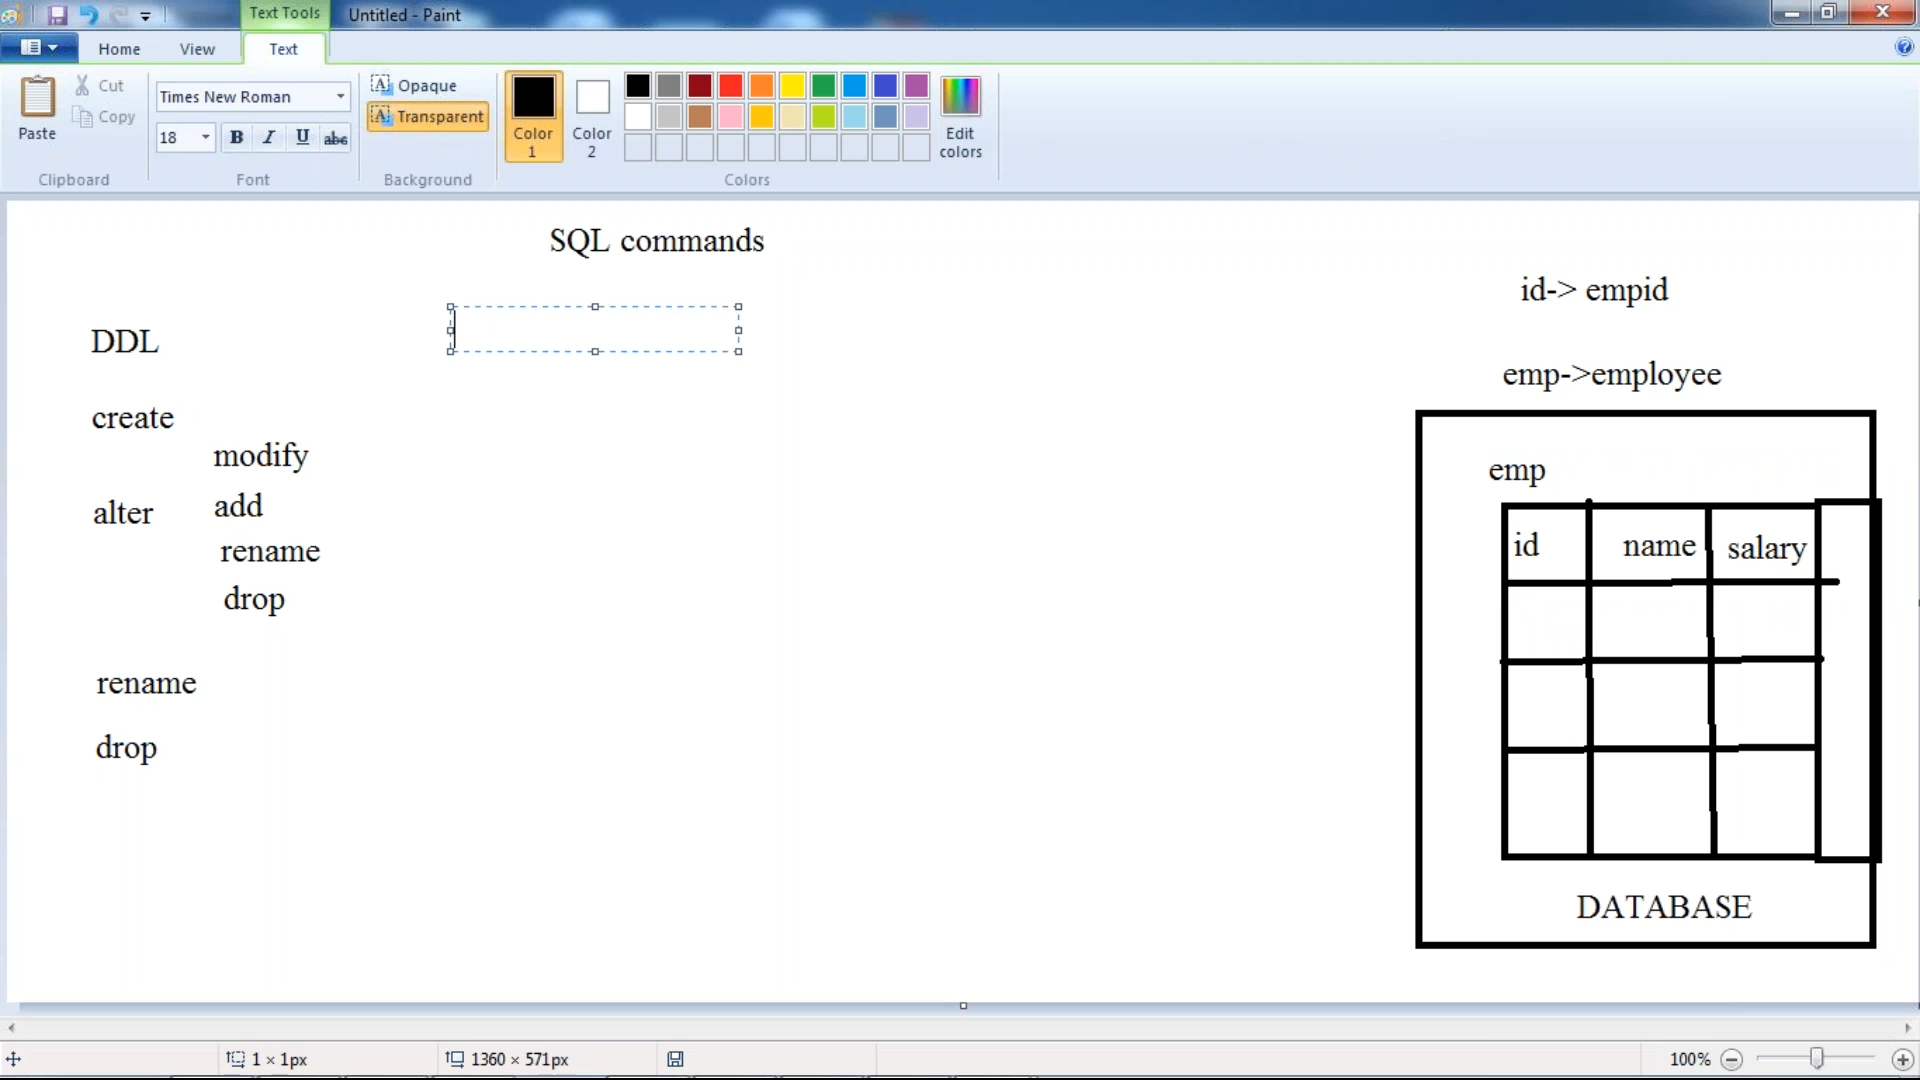 Text Tools
Untitled - Paint
Home
View
Text
Paste
Cut
Copy
Clipboard
Times New Roman
18
B
I
U
abc
Font
Opaque
Transparent
Background
Color
1
Color
2
Edit
colors
Colors
SQL commands
DDL
create
modify
alter
add
rename
drop
rename
drop
id-> empid
emp->employee
emp
id
name
salary
DATABASE
1 × 1px
1360 × 571px
100%